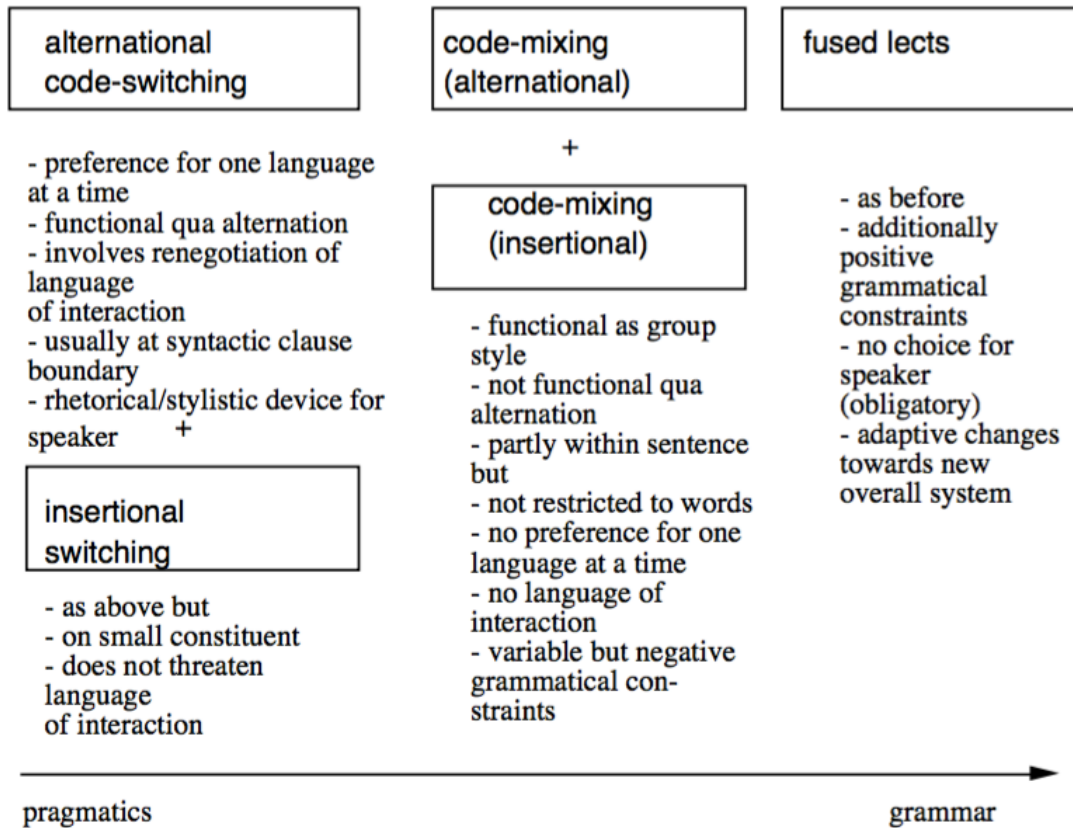 alternational
code-switching
- preference for one language
at a time
- functional qua alternation
- involves renegotiation of
language
of interaction
- usually at syntactic clause
boundary
- rhetorical/stylistic device for
speaker +
insertional
switching
- as above but
- on small constituent
- does not threaten
language
of interaction
code-mixing
(alternational)
+
code-mixing
(insertional)
- functional as group
style
- not functional qua
alternation
- partly within sentence
but
- not restricted to words
- no preference for one
language at a time
- no language of
interaction
- variable but negative
grammatical con-
straints
fused lects
- as before
- additionally
positive
grammatical
constraints
- no choice for
speaker
(obligatory)
- adaptive changes
towards new
overall system
pragmatics
grammar